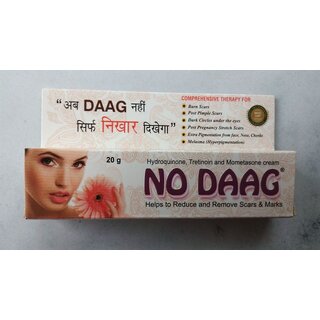 “अब DAAG नहीं
सिर्फ निखार दिखेगा”
COMPREHENSIVE THERAPY FOR
Burn Scars
Post Pimple Scars
Dark Circles under the eyes
Post Pregnancy Stretch Scars
Extra Pigmentation from face, Nose, Cheeks
Melasma (Hyperpigmentation)
20 g
Hydroquinone, Tretinoin and Mometasone cream
NO DAAG®
Helps to Reduce and Remove Scars & Marks